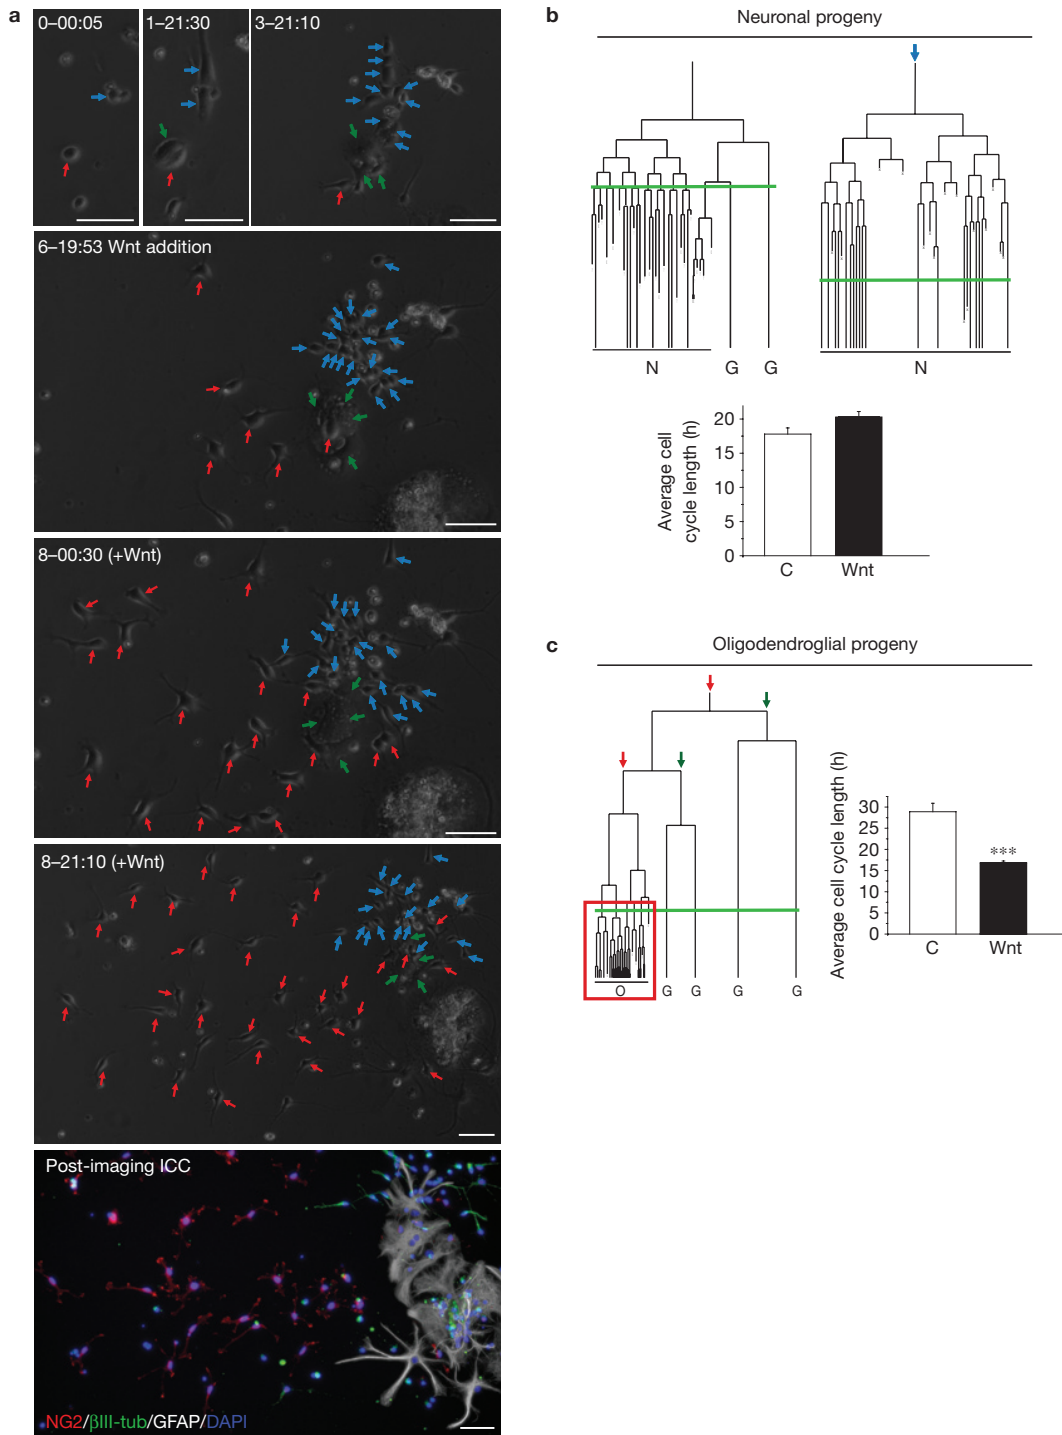 a
0–00:05
1–21:30
3–21:10
6–19:53 Wnt addition
8–00:30 (+Wnt)
8–21:10 (+Wnt)
Post-imaging ICC
NG2/βIII-tub/GFAP/DAPI
b
Neuronal progeny
N
G
G
N
Average cell
cycle length (h)
20
15
10
5
0
C
Wnt
c
Oligodendroglial progeny
O
G
G
G
G
Average cell cycle length (h)
30
25
20
15
10
5
0
***
C
Wnt